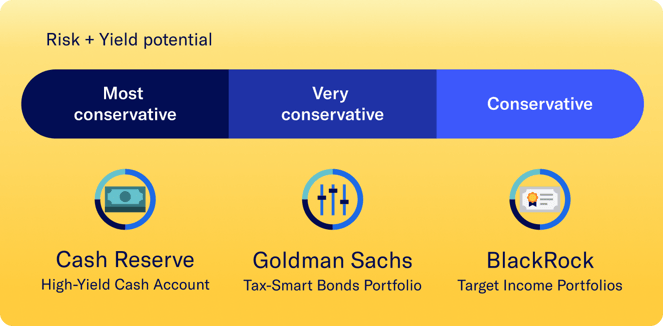 Risk + Yield potential
Most
conservative
Very
conservative
Conservative
Cash Reserve
High-Yield Cash Account
Goldman Sachs
Tax-Smart Bonds Portfolio
BlackRock
Target Income Portfolios